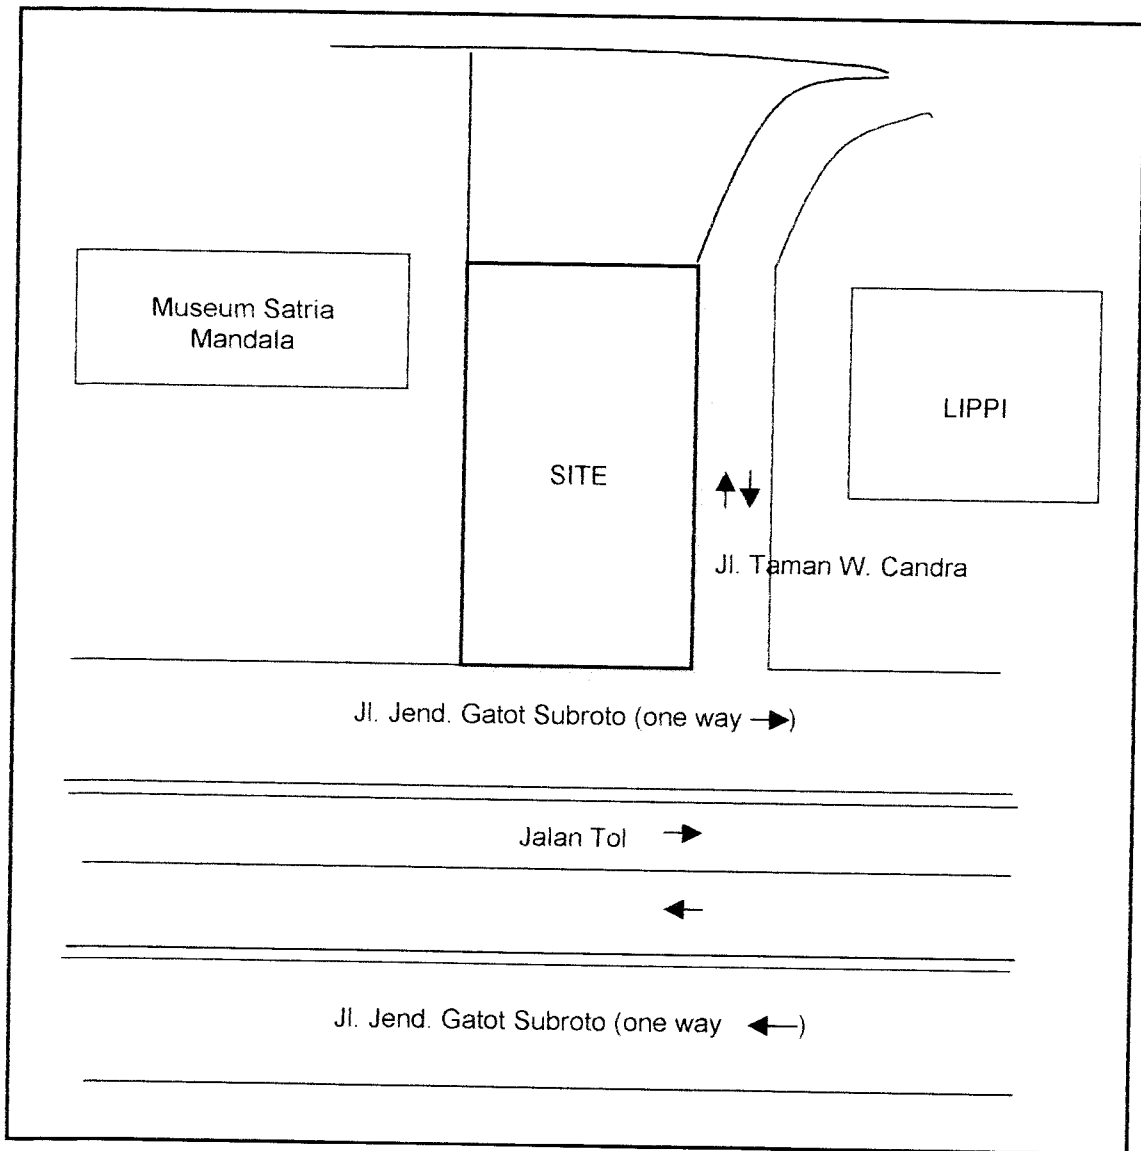 Museum Satria
Mandala
LIPPI
SITE
Jl. Taman W. Candra
Jl. Jend. Gatot Subroto (one way →)
Jalan Tol →
←
Jl. Jend. Gatot Subroto (one way ←)